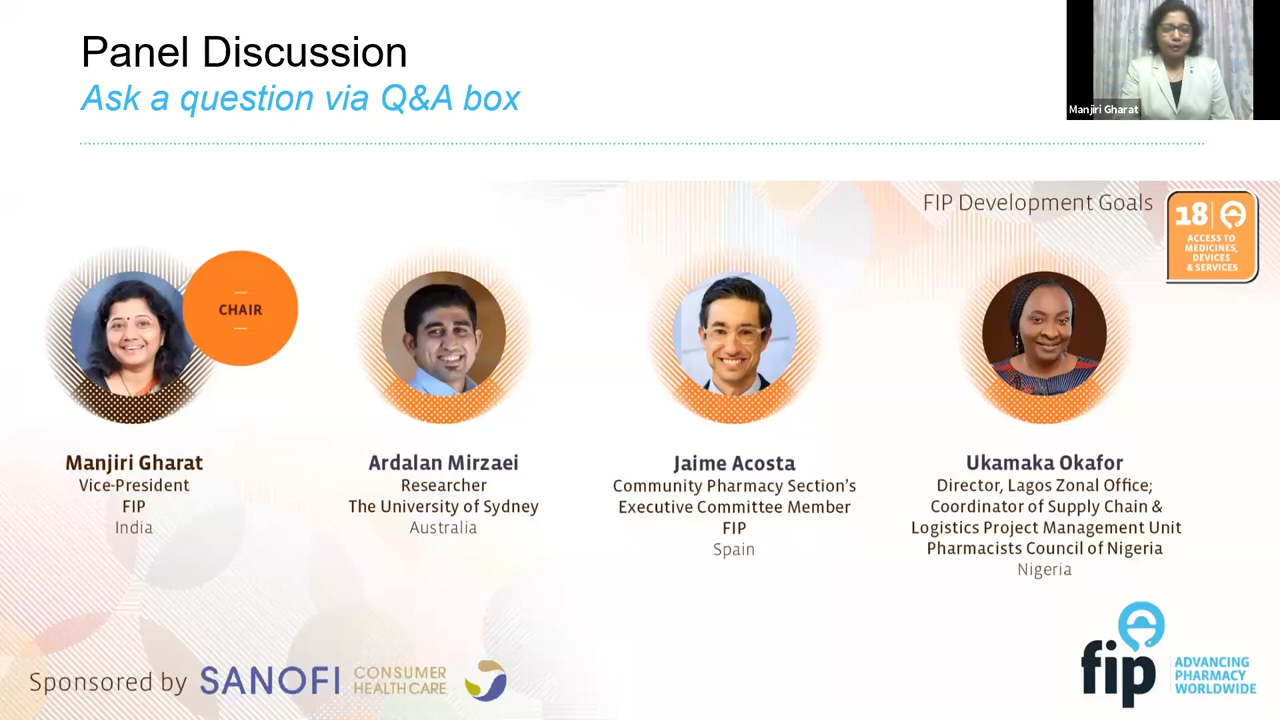 Panel Discussion
Ask a question via Q&A box
Manjiri Gharat
FIP Development Goals
18
ACCESS TO
MEDICINES,
DEVICES
& SERVICES
CHAIR
Manjiri Gharat
Vice-President
FIP
India
Ardalan Mirzaei
Researcher
The University of Sydney
Australia
Jaime Acosta
Community Pharmacy Section's
Executive Committee Member
FIP
Spain
Ukamaka Okafor
Director, Lagos Zonal Office;
Coordinator of Supply Chain &
Logistics Project Management Unit
Pharmacists Council of Nigeria
Nigeria
Sponsored by SANOFI CONSUMER
HEALTHCARE
fip ADVANCING
PHARMACY
WORLDWIDE